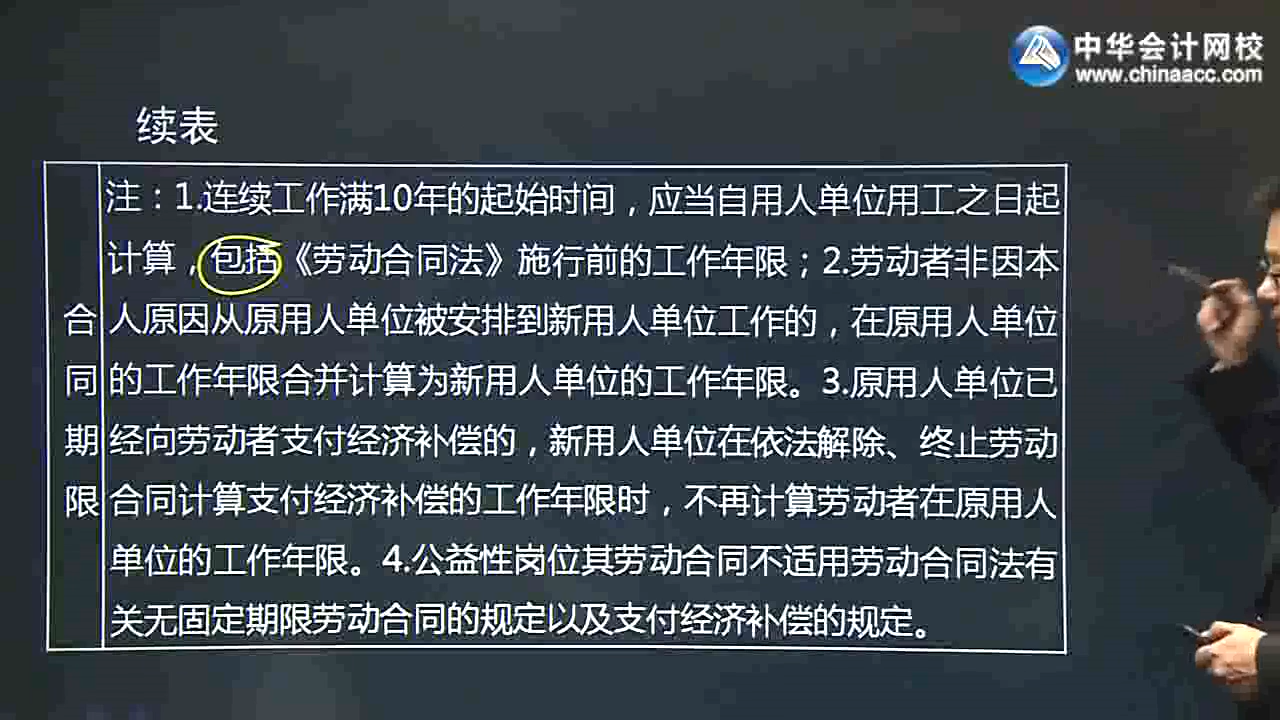 中华会计网校
www.chinaacc.com
续表
合同期限
注：1.连续工作满10年的起始时间，应当自用人单位用工之日起
计算，包括《劳动合同法》施行前的工作年限；2.劳动者非因本
人原因从原用人单位被安排到新用人单位工作的，在原用人单位
的工作年限合并计算为新用人单位的工作年限。3.原用人单位已
经向劳动者支付经济补偿的，新用人单位在依法解除、终止劳动
合同计算支付经济补偿的工作年限时，不再计算劳动者在原用人
单位的工作年限。4.公益性岗位其劳动合同不适用劳动合同法有
关无固定期限劳动合同的规定以及支付经济补偿的规定。